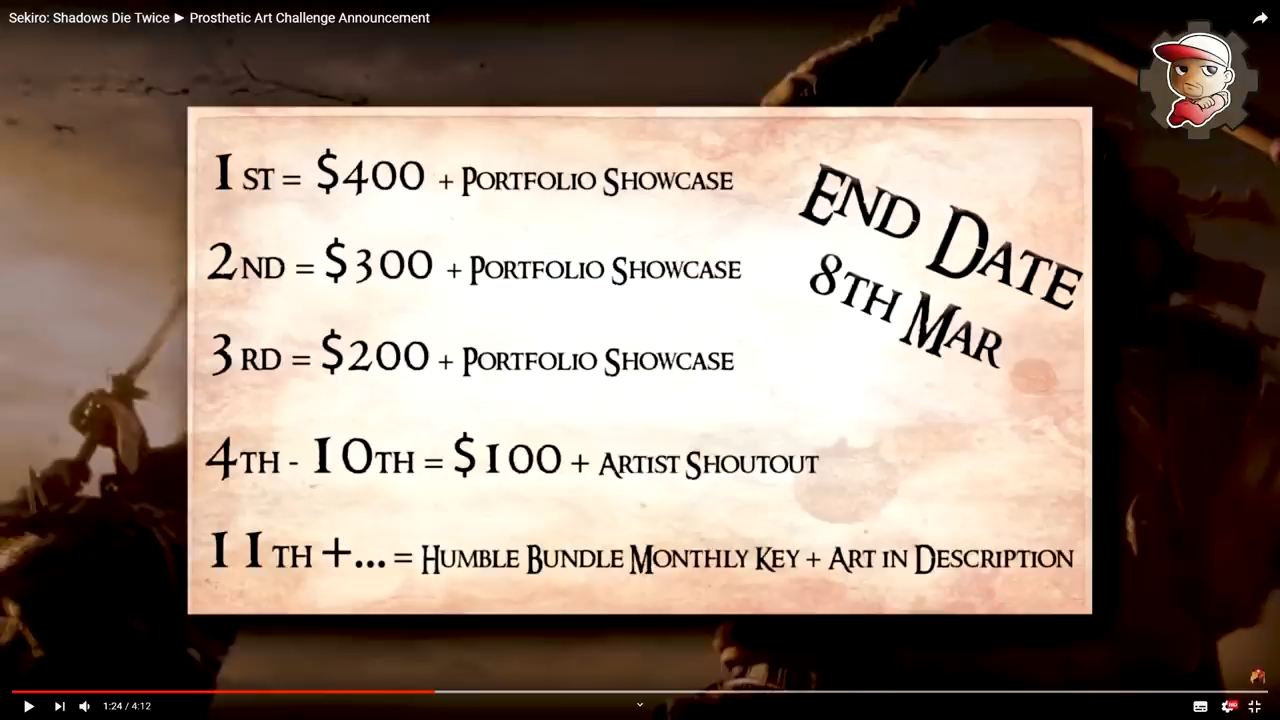 Sekiro: Shadows Die Twice ► Prosthetic Art Challenge Announcement
1st = $400 + Portfolio Showcase
2nd = $300 + Portfolio Showcase
3rd = $200 + Portfolio Showcase
4th - 10th = $100 + Artist Shoutout
11th +... = Humble Bundle Monthly Key + Art in Description
End Date
8th Mar
1:24 / 4:12
HD